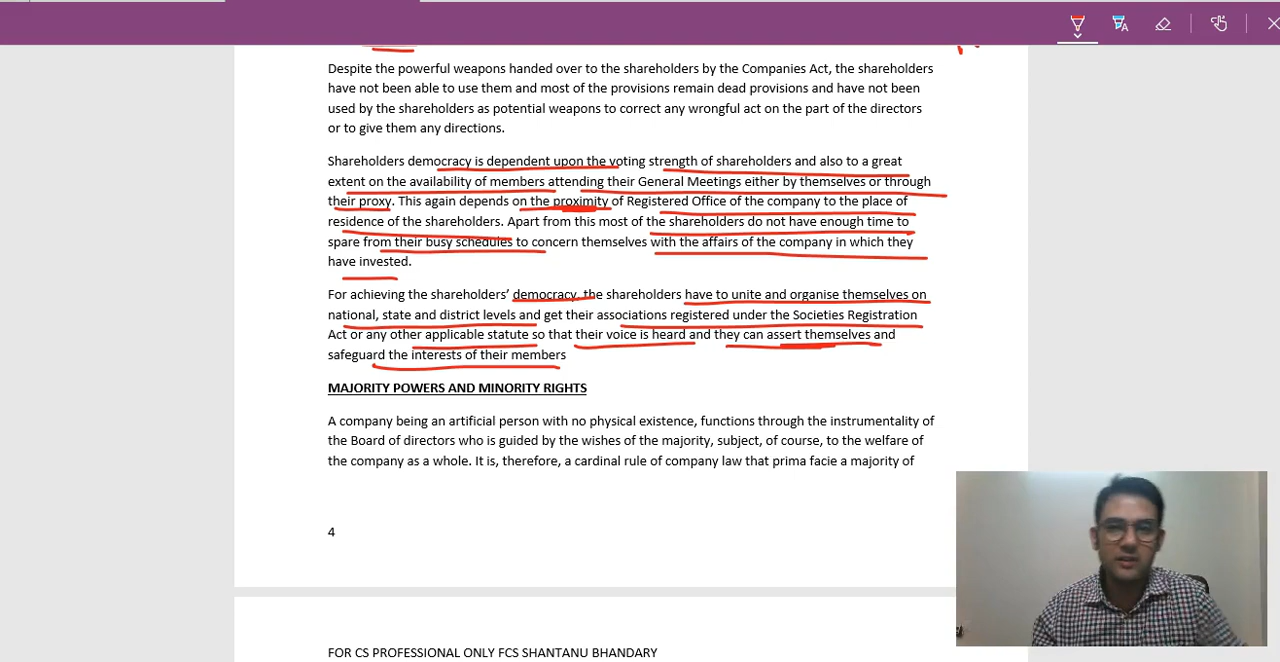 Despite the powerful weapons handed over to the shareholders by the Companies Act, the shareholders
have not been able to use them and most of the provisions remain dead provisions and have not been
used by the shareholders as potential weapons to correct any wrongful act on the part of the directors
or to give them any directions.
Shareholders democracy is dependent upon the voting strength of shareholders and also to a great
extent on the availability of members attending their General Meetings either by themselves or through
their proxy. This again depends on the proximity of Registered Office of the company to the place of
residence of the shareholders. Apart from this most of the shareholders do not have enough time to
spare from their busy schedules to concern themselves with the affairs of the company in which they
have invested.
For achieving the shareholders’ democracy, the shareholders have to unite and organise themselves on
national, state and district levels and get their associations registered under the Societies Registration
Act or any other applicable statute so that their voice is heard and they can assert themselves and
safeguard the interests of their members
MAJORITY POWERS AND MINORITY RIGHTS
A company being an artificial person with no physical existence, functions through the instrumentality of
the Board of directors who is guided by the wishes of the majority, subject, of course, to the welfare of
the company as a whole. It is, therefore, a cardinal rule of company law that prima facie a majority of
4
FOR CS PROFESSIONAL ONLY FCS SHANTANU BHANDARY